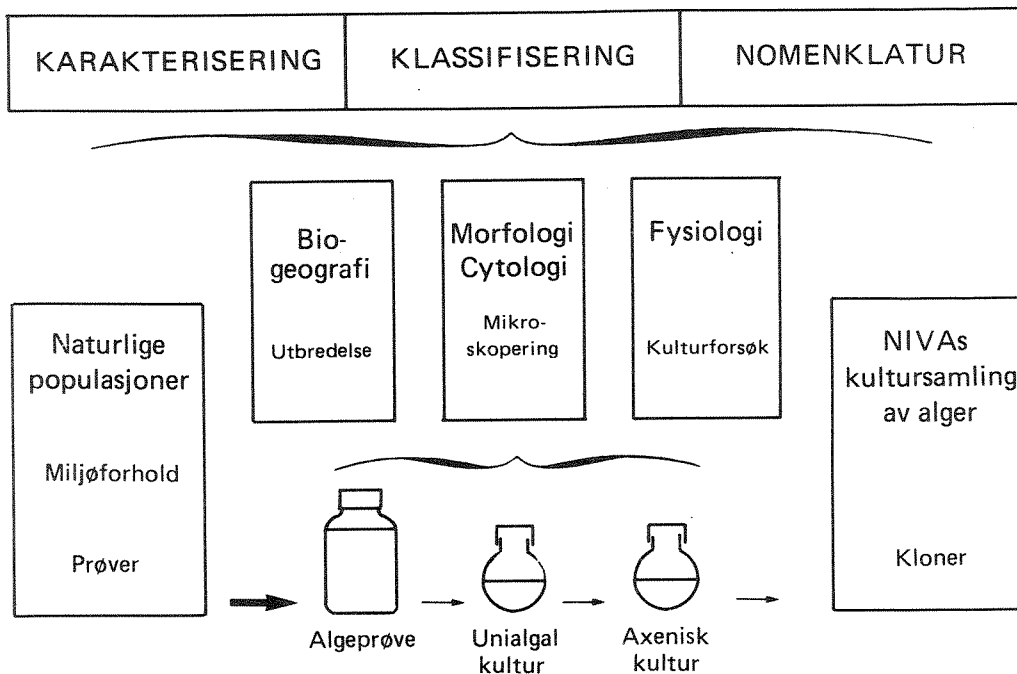 KARAKTERISERING
KLASSIFISERING
NOMENKLATUR
Bio-
geografi
Utbredelse
Morfologi
Cytologi
Mikro-
skopering
Fysiologi
Kulturforsøk
Naturlige
populasjoner
Miljøforhold
Prøver
NIVAs
kultursamling
av alger
Kloner
Algeprøve
Unialgal
kultur
Axenisk
kultur